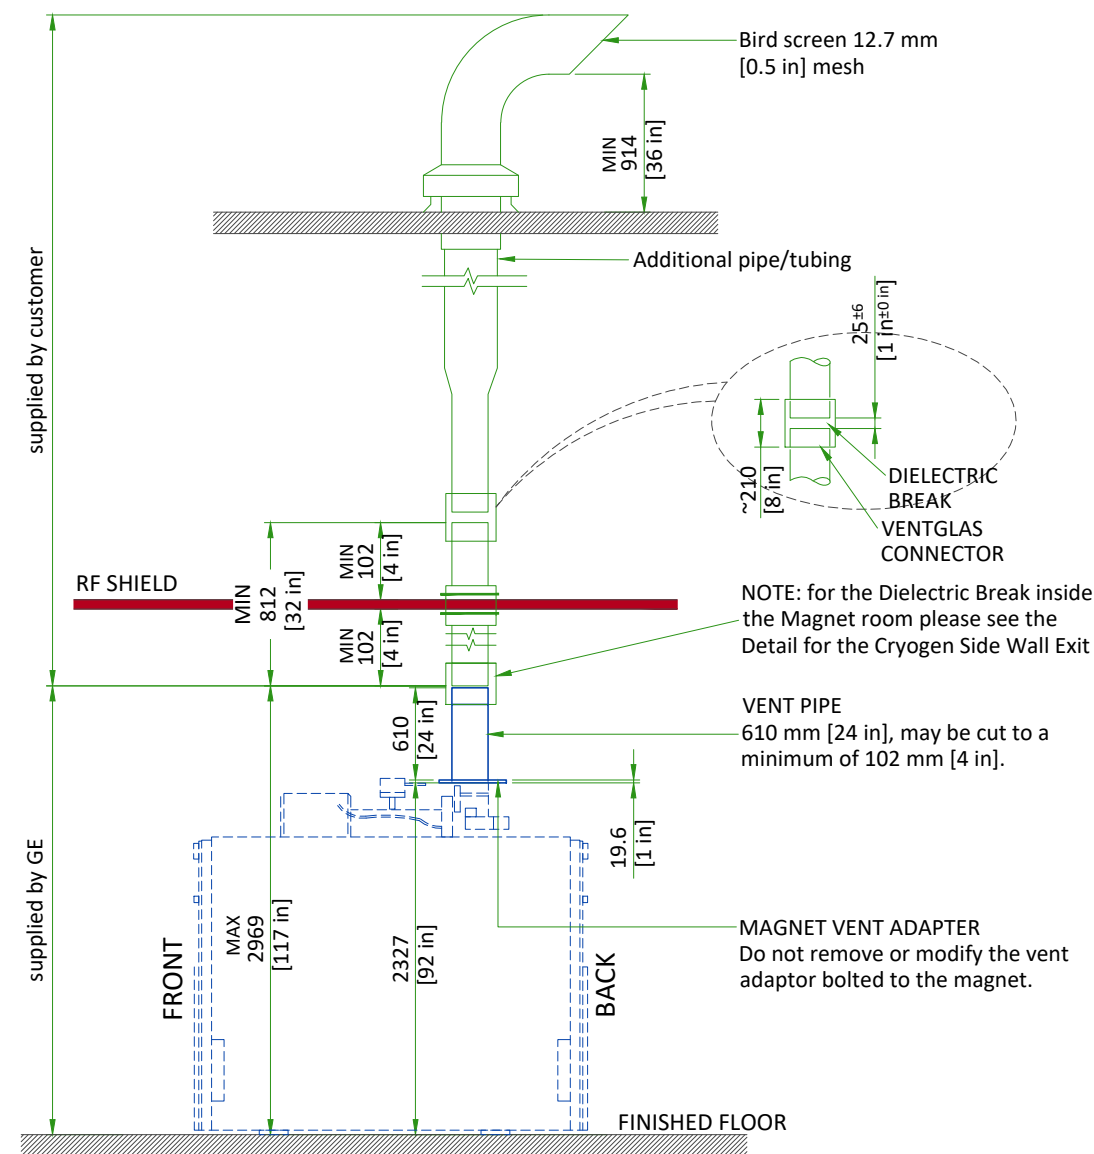 Bird screen 12.7 mm
[0.5 in] mesh
MIN
914
[36 in]
supplied by customer
Additional pipe/tubing
25±6
[1 in±0 in]
~210
[8 in]
DIELECTRIC
BREAK
VENTGLAS
CONNECTOR
RF SHIELD
MIN
812
[32 in]
MIN
102
[4 in]
MIN
102
[4 in]
NOTE: for the Dielectric Break inside
the Magnet room please see the
Detail for the Cryogen Side Wall Exit
610
[24 in]
VENT PIPE
610 mm [24 in], may be cut to a
minimum of 102 mm [4 in].
19.6
[1 in]
supplied by GE
FRONT
MAX
2969
[117 in]
2327
[92 in]
BACK
MAGNET VENT ADAPTER
Do not remove or modify the vent
adaptor bolted to the magnet.
FINISHED FLOOR